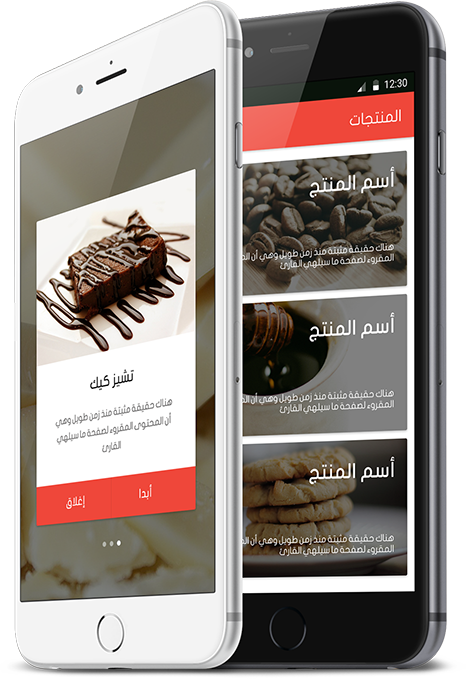 تشيز كيك
هناك حقيقة مثبتة منذ زمن طويل وهي
أن المحتوى المقروء لصفحة ما سيلهي
القارئ
أبدا
إغلاق
12:30
المنتجات
أسم المنتج
هناك حقيقة مثبتة منذ زمن طويل وهي أن
المقروء لصفحة ما سيلهي القارئ
أسم المنتج
هناك حقيقة مثبتة منذ زمن طويل وهي أن
المقروء لصفحة ما سيلهي القارئ
أسم المنتج
هناك حقيقة مثبتة منذ زمن طويل وهي أن
المقروء لصفحة ما سيلهي القارئ